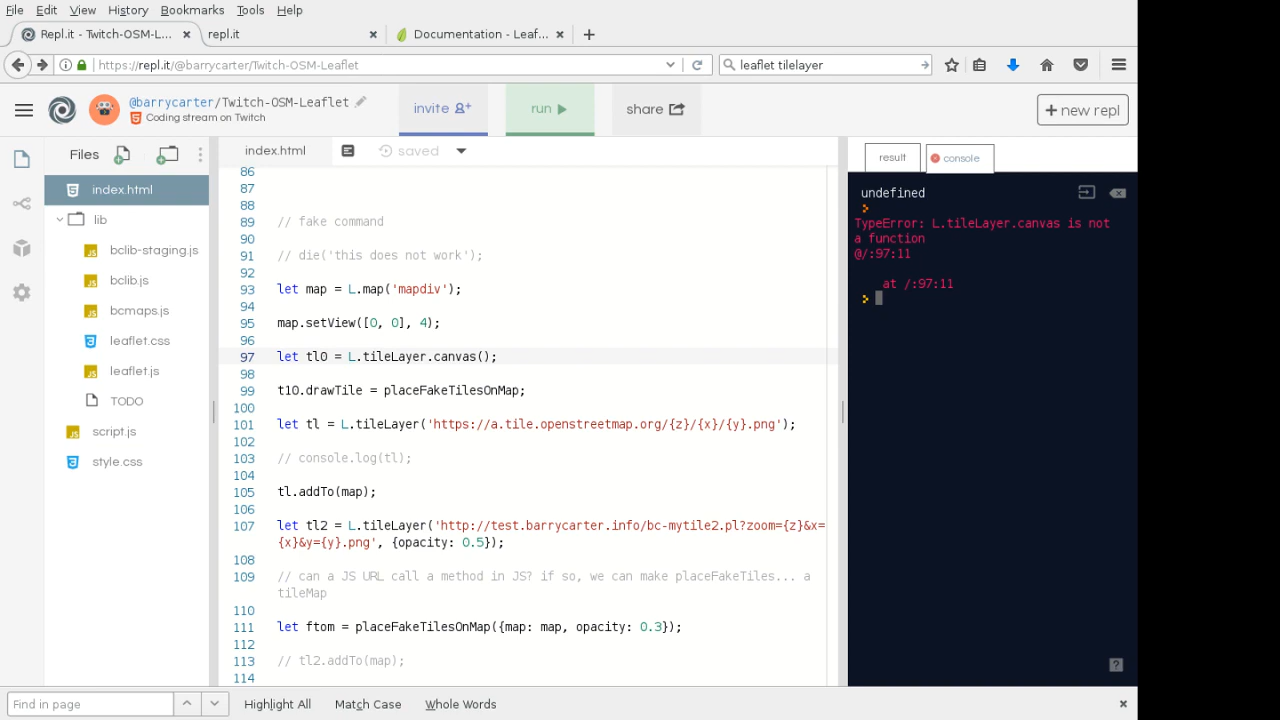 File Edit View History Bookmarks Tools Help
Repl.it - Twitch-OSM-L... × repl.it × Documentation - Leaf... × +
https://repl.it/@barrycarter/Twitch-OSM-Leaflet
leaflet tilelayer
@barrycarter/Twitch-OSM-Leaflet
Coding stream on Twitch
invite
run
share
+ new repl
Files
index.html
lib
bclib-staging.js
bclib.js
bcmaps.js
leaflet.css
leaflet.js
TODO
script.js
style.css
index.html
saved
86
87
88
89 // fake command
90
91 // die('this does not work');
92
93 let map = L.map('mapdiv');
94
95 map.setView([0, 0], 4);
96
97 let tl0 = L.tileLayer.canvas();
98
99 t10.drawTile = placeFakeTilesOnMap;
100
101 let tl = L.tileLayer('https://a.tile.openstreetmap.org/{z}/{x}/{y}.png');
102
103 // console.log(tl);
104
105 tl.addTo(map);
106
107 let tl2 = L.tileLayer('http://test.barrycarter.info/bc-mytile2.pl?zoom={z}&x=
{x}&y={y}.png', {opacity: 0.5});
108
109 // can a JS URL call a method in JS? if so, we can make placeFakeTiles... a
tileMap
110
111 let ftom = placeFakeTilesOnMap({map: map, opacity: 0.3});
112
113 // tl2.addTo(map);
114
result
console
undefined
TypeError: L.tileLayer.canvas is not
a function
@/:97:11
at /:97:11
?
Find in page
Highlight All Match Case Whole Words